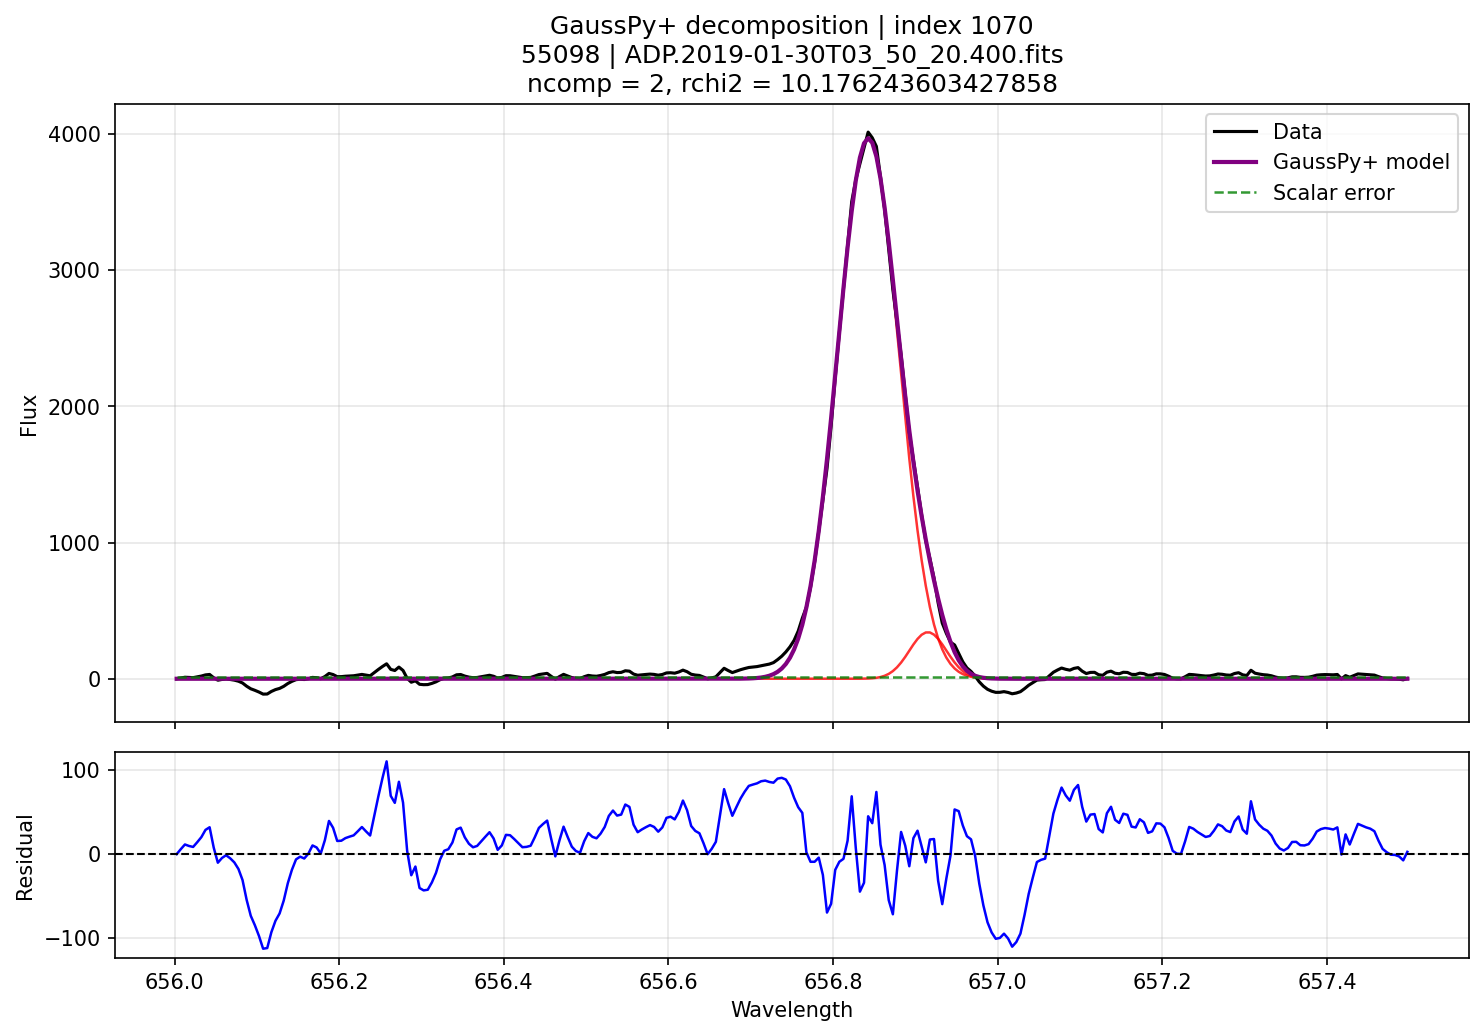 GaussPy+ decomposition | index 1070
55098 | ADP.2019-01-30T03_50_20.400.fits
ncomp = 2, rchi2 = 10.176243603427858
Data
GaussPy+ model
Scalar error
Flux
4000
3000
2000
1000
0
Residual
100
0
−100
656.0 656.2 656.4 656.6 656.8 657.0 657.2 657.4
Wavelength